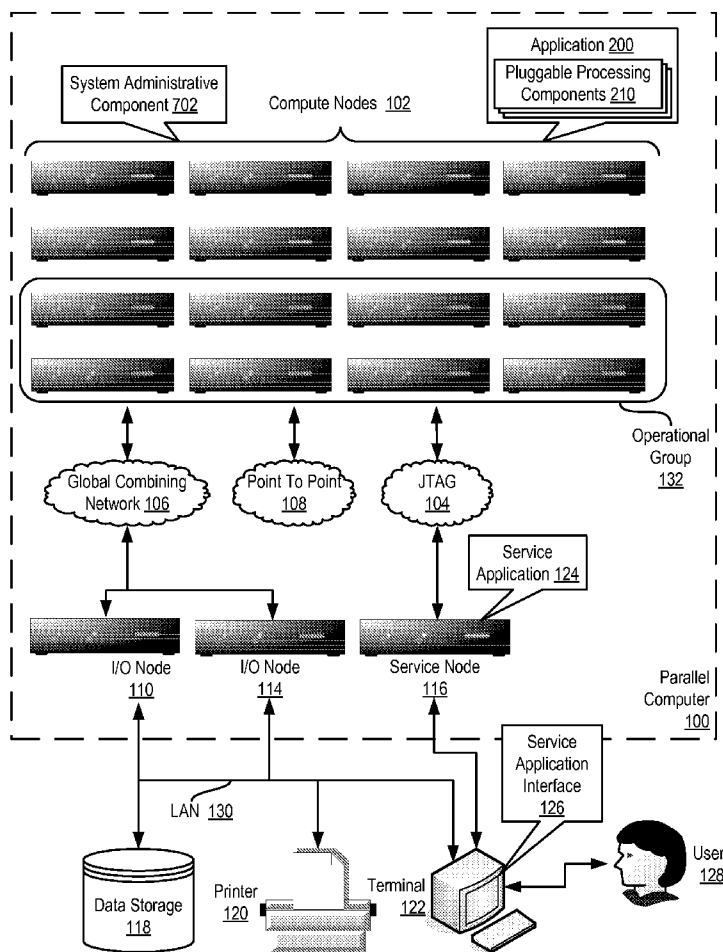 Application 200
Pluggable Processing
Components 210
System Administrative
Component 702
Compute Nodes 102
Operational
Group
132
Global Combining
Network 106
Point To Point
108
JTAG
104
Service
Application 124
I/O Node
110
I/O Node
114
Service Node
116
Parallel
Computer
100
Service
Application
Interface
126
LAN 130
Data Storage
118
Printer
120
Terminal
122
User
128